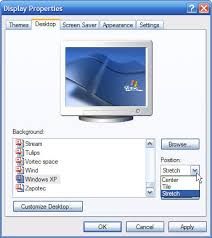 Display Properties
Themes Desktop Screen Saver Appearance Settings
Background:
Stream
Tulips
Vortec space
Wind
Windows XP
Zapotec
Browse...
Position:
Stretch
Center
Tile
Stretch
Customize Desktop...
OK Cancel Apply